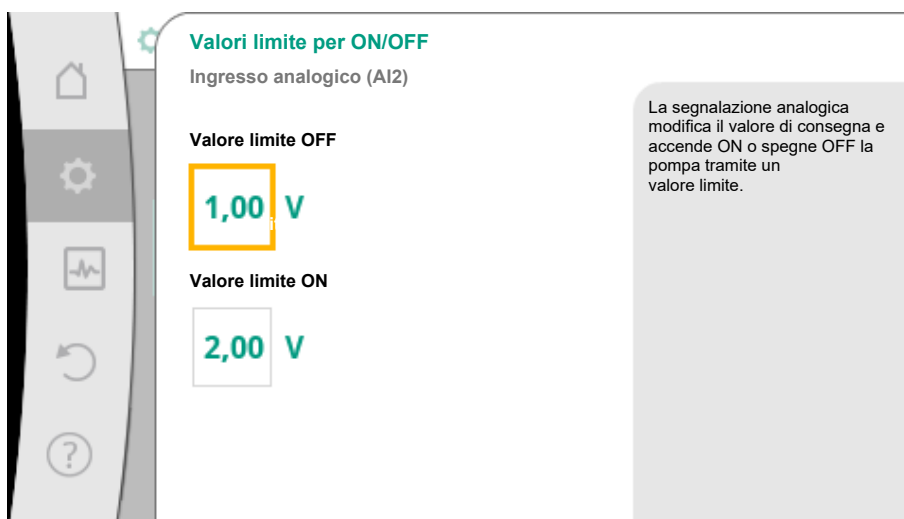 Valori limite per ON/OFF
Ingresso analogico (AI2)
Valore limite OFF
1,00 V
Valore limite ON
2,00 V
La segnalazione analogica
modifica il valore di consegna e
accende ON o spegne OFF la
pompa tramite un
valore limite.
?